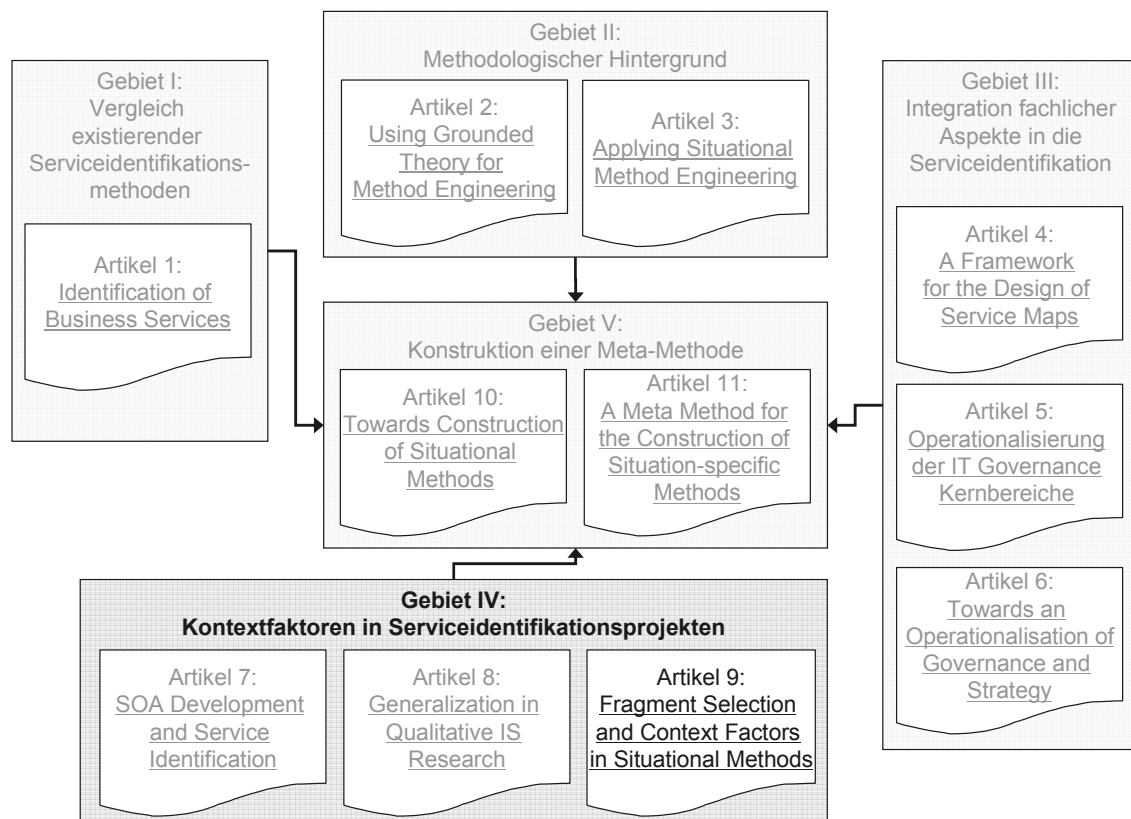 Gebiet I:
Vergleich
existierender
Serviceidentifikations-
methoden
Artikel 1:
Identification of
Business Services
Gebiet II:
Methodologischer Hintergrund
Artikel 2:
Using Grounded
Theory for
Method Engineering
Artikel 3:
Applying Situational
Method Engineering
Gebiet III:
Integration fachlicher
Aspekte in die
Serviceidentifikation
Artikel 4:
A Framework
for the Design of
Service Maps
Artikel 5:
Operationalisierung
der IT Governance
Kernbereiche
Artikel 6:
Towards an
Operationalisation of
Governance and
Strategy
Gebiet V:
Konstruktion einer Meta-Methode
Artikel 10:
Towards Construction
of Situational
Methods
Artikel 11:
A Meta Method for
the Construction of
Situation-specific
Methods
Gebiet IV:
Kontextfaktoren in Serviceidentifikationsprojekten
Artikel 7:
SOA Development
and Service
Identification
Artikel 8:
Generalization in
Qualitative IS
Research
Artikel 9:
Fragment Selection
and Context Factors
in Situational Methods